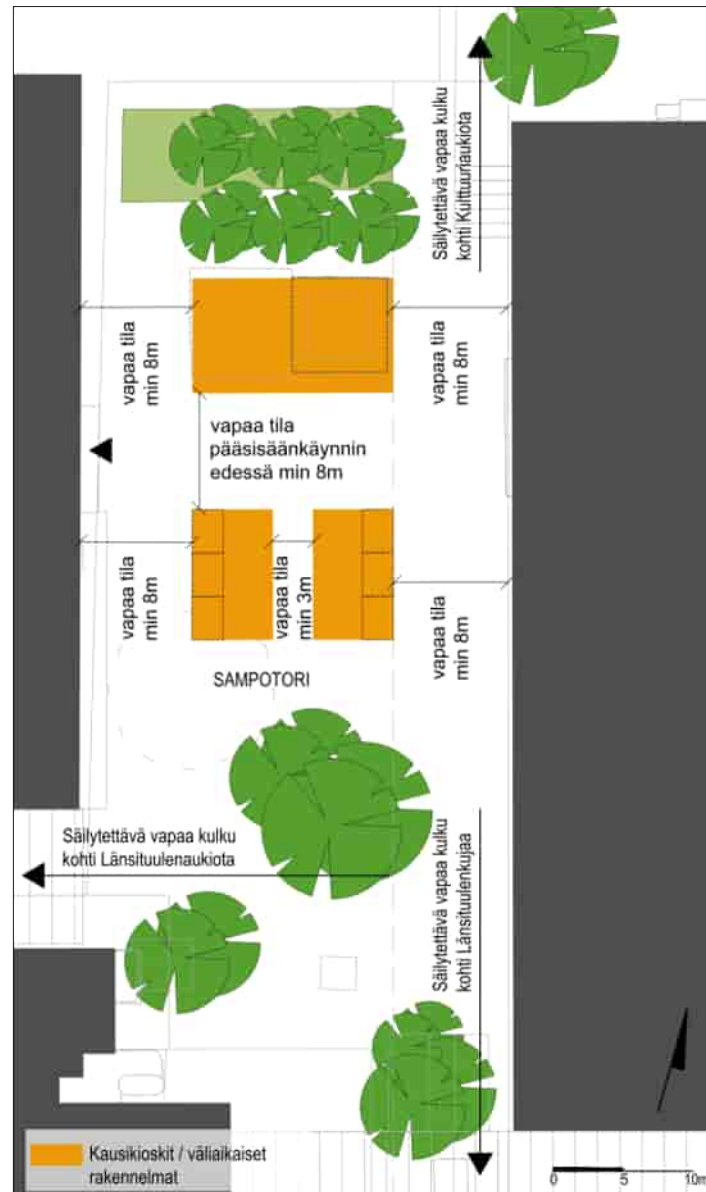 Säilytettävä vapaa kulku
kohti Kulttuuriaukiota
vapaa tila
min 8m
vapaa tila
min 8m
vapaa tila
pääsisäänkäynnin
edessä min 8m
vapaa tila
min 8m
vapaa tila
min 3m
vapaa tila
min 8m
SAMPOTORI
Säilytettävä vapaa kulku
kohti Länsituulenaukiota
Säilytettävä vapaa kulku
kohti Länsituulenkujaa
Kausikioskit / väliaikaiset
rakennelmat
0 5 10m